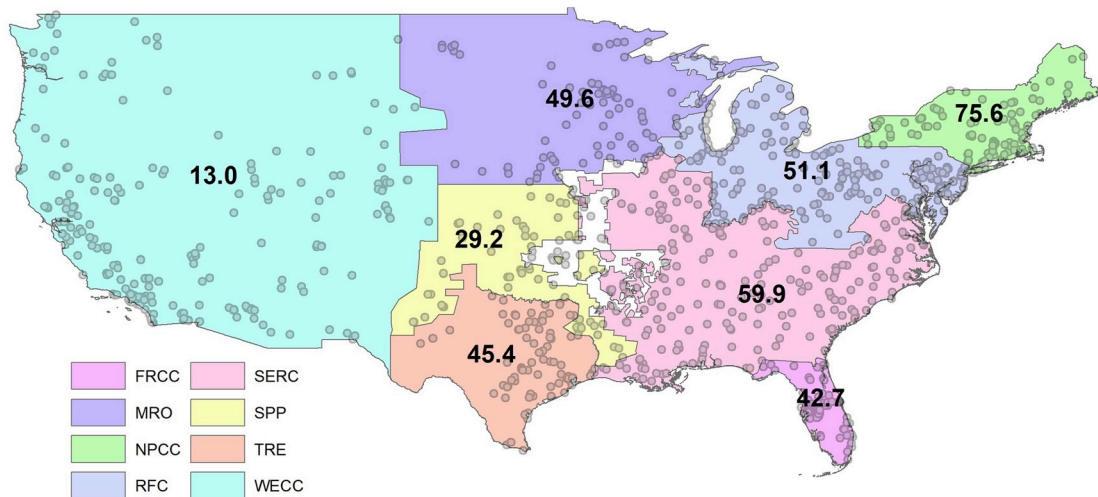 49.6
75.6
13.0
51.1
29.2
59.9
45.4
42.7
FRCC SERC
MRO SPP
NPCC TRE
RFC WECC